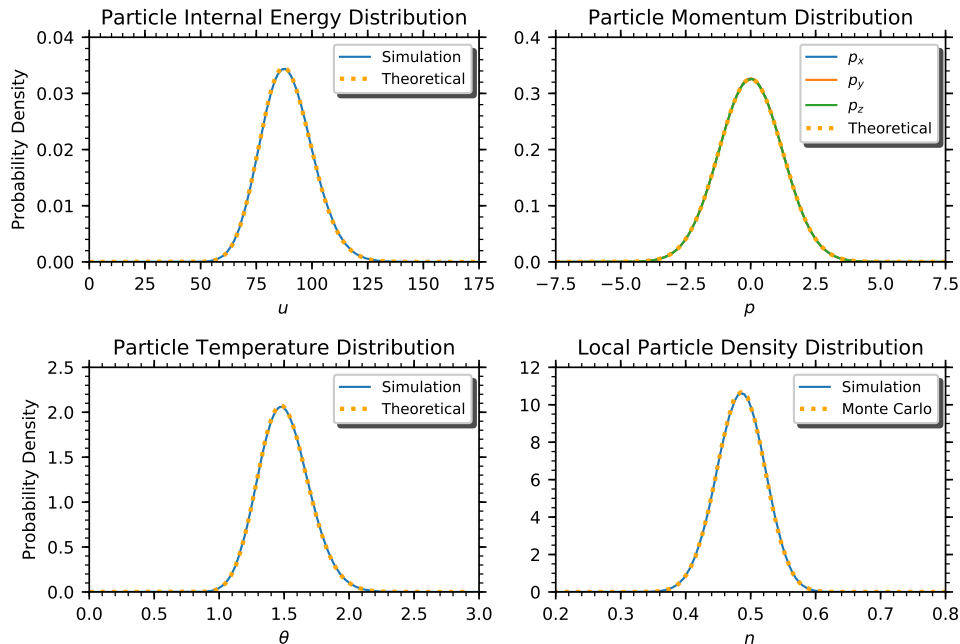 Particle Internal Energy Distribution
0.04
0.03
0.02
0.01
0.00
Probability Density
Simulation
Theoretical
0 25 50 75 100 125 150 175
u
Particle Momentum Distribution
0.4
0.3
0.2
0.1
0.0
p_x
p_y
p_z
Theoretical
−7.5 −5.0 −2.5 0.0 2.5 5.0 7.5
p
Particle Temperature Distribution
2.5
2.0
1.5
1.0
0.5
0.0
Probability Density
Simulation
Theoretical
0.0 0.5 1.0 1.5 2.0 2.5 3.0
θ
Local Particle Density Distribution
12
10
8
6
4
2
0
Simulation
Monte Carlo
0.2 0.3 0.4 0.5 0.6 0.7 0.8
n